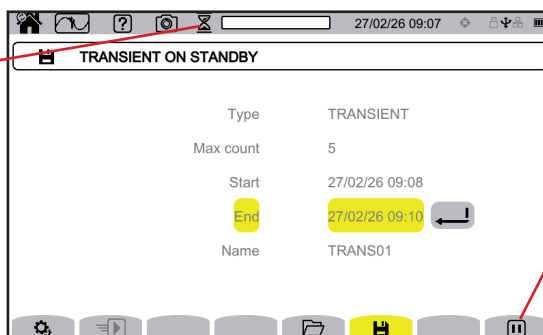 ? 27/02/26 09:07
TRANSIENT ON STANDBY
Type TRANSIENT
Max count 5
Start 27/02/26 09:08
End 27/02/26 09:10
Name TRANS01